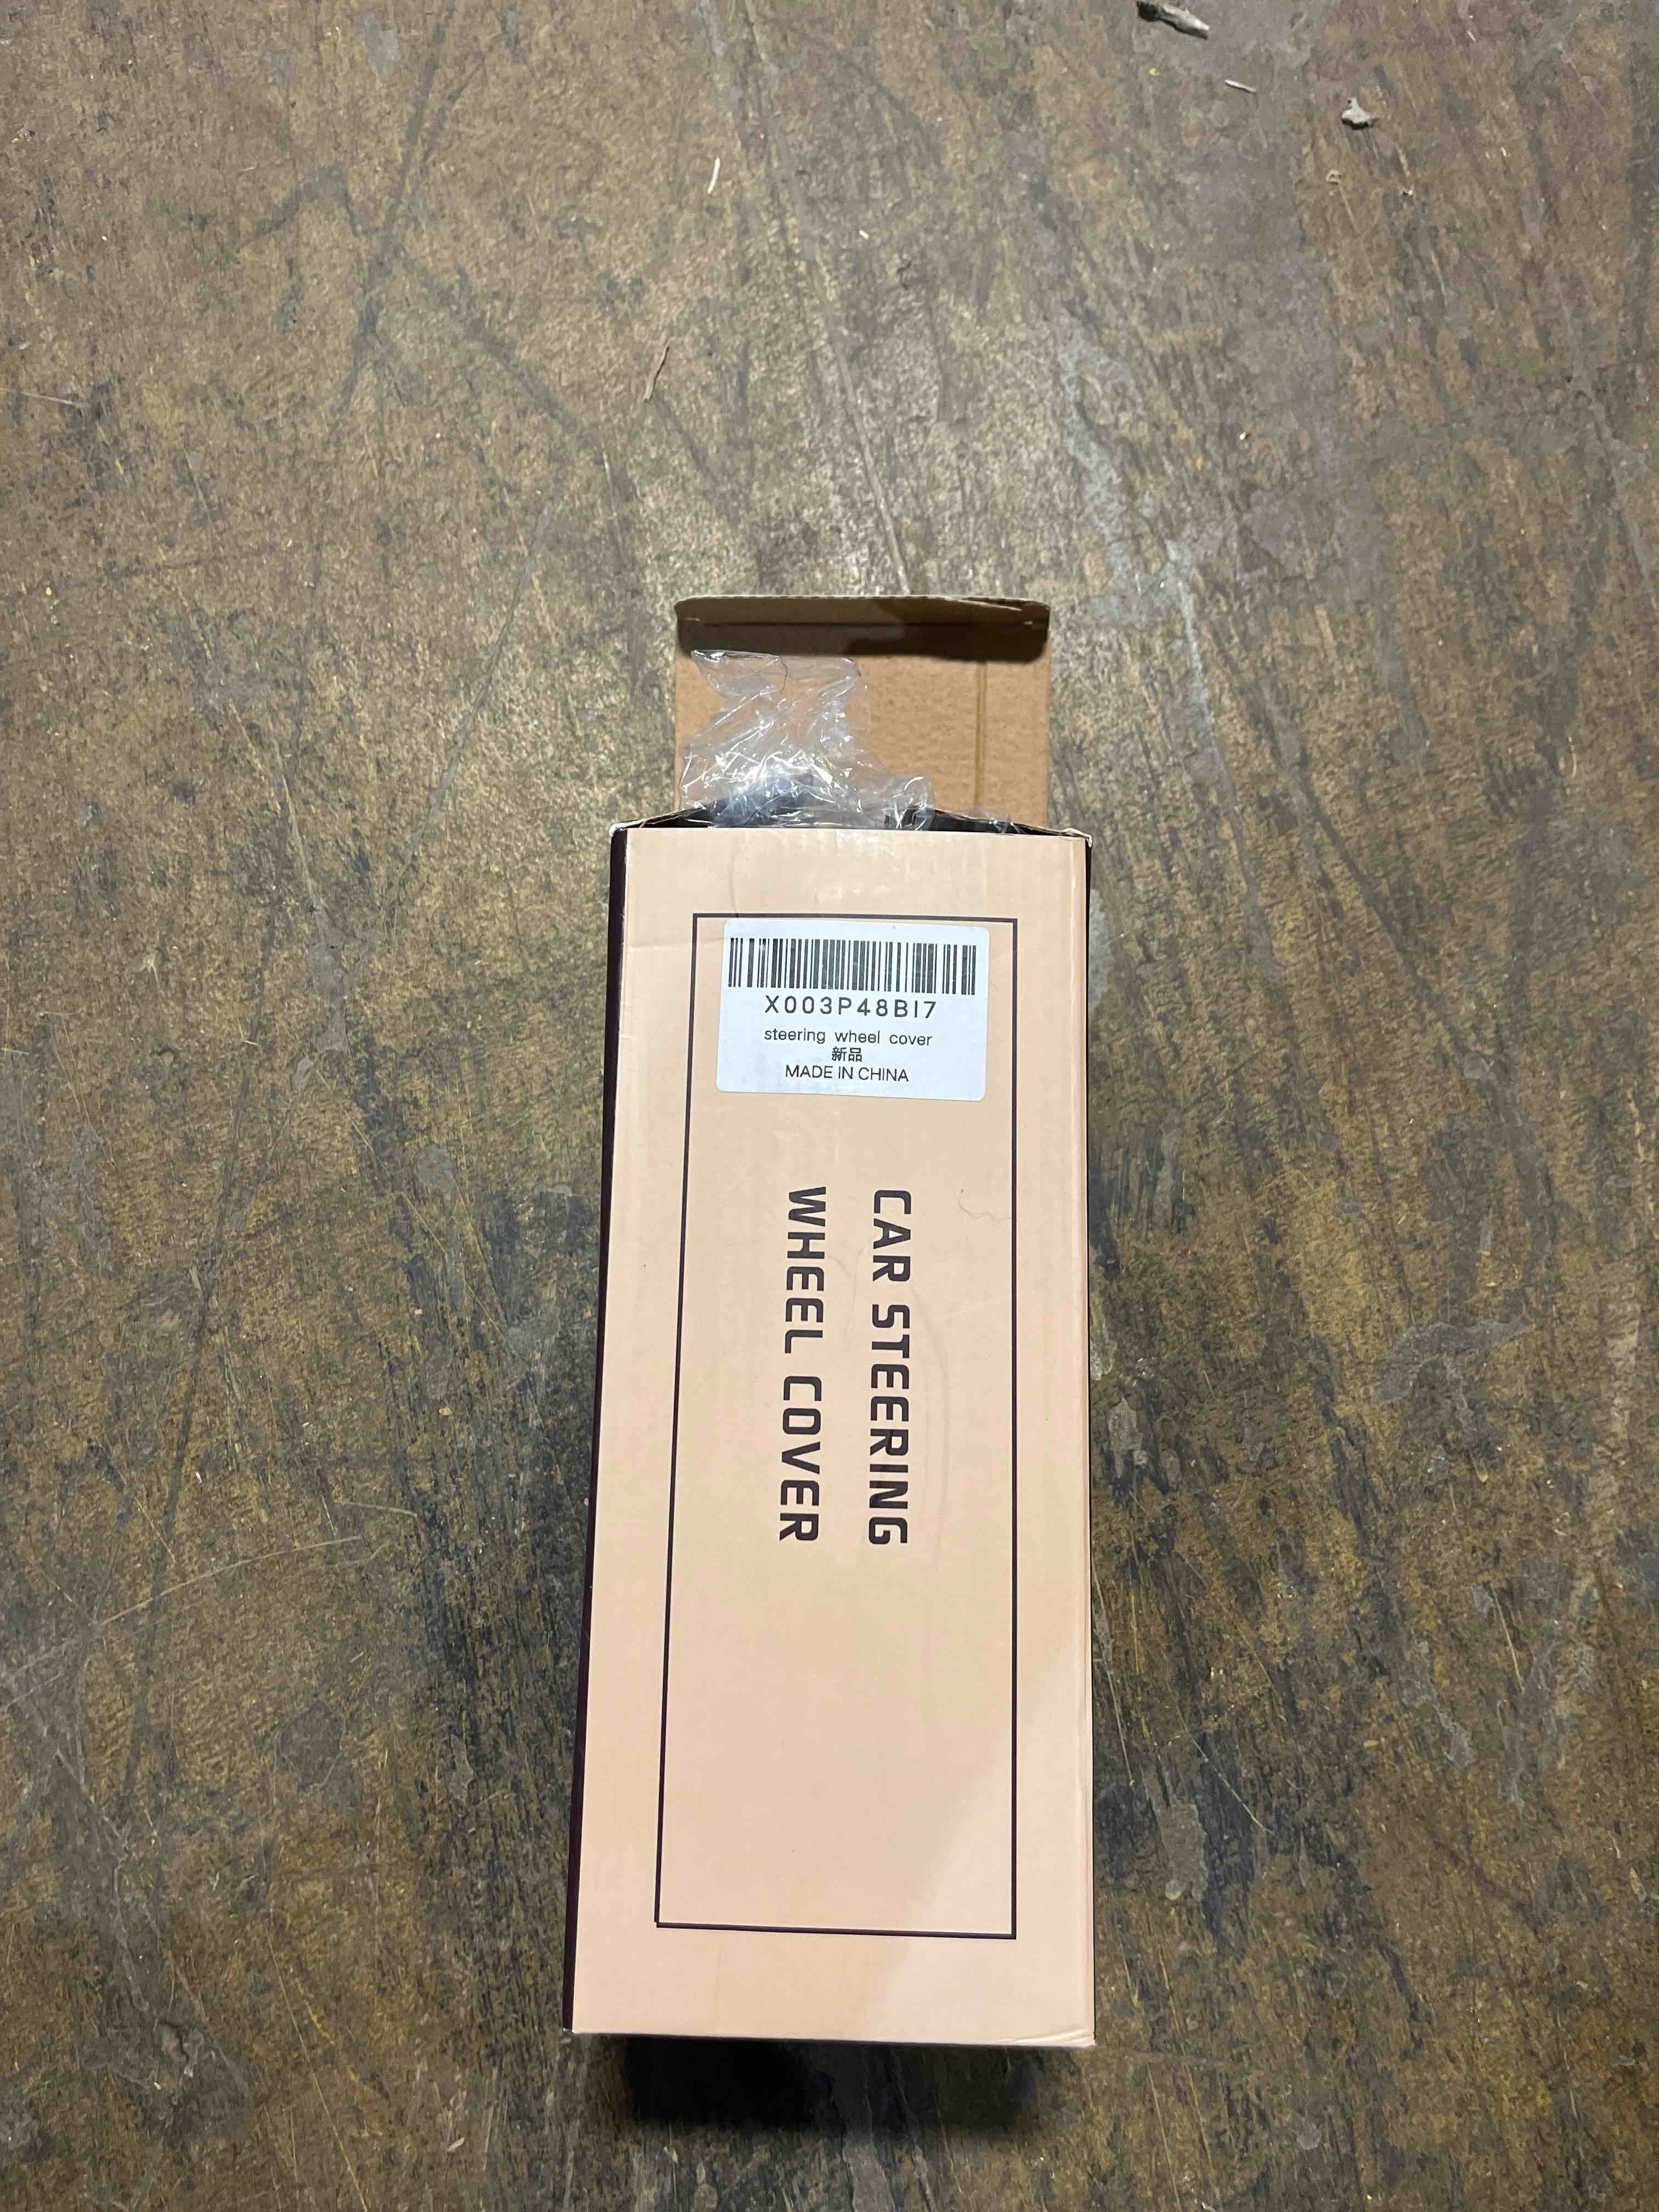 X003P48BI7
steering wheel cover
新品
MADE IN CHINA
CAR STEERING
WHEEL COVER